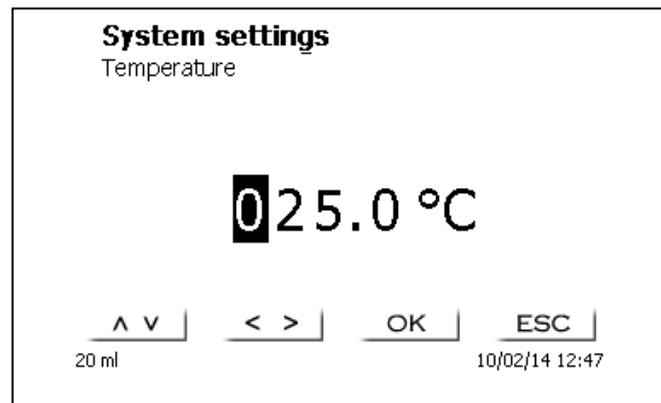 System settings
Temperature
025.0 °C
∧ ∨ < > OK ESC
20 ml 10/02/14 12:47